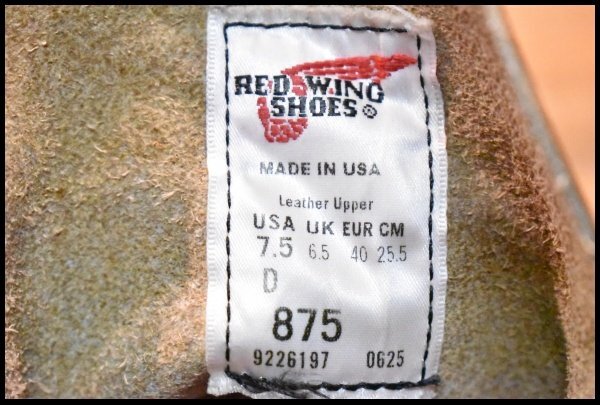 RED WING
SHOES ®
MADE IN USA
Leather Upper
USA UK EUR CM
7.5 6.5 40 25.5
D
875
9226197 0625